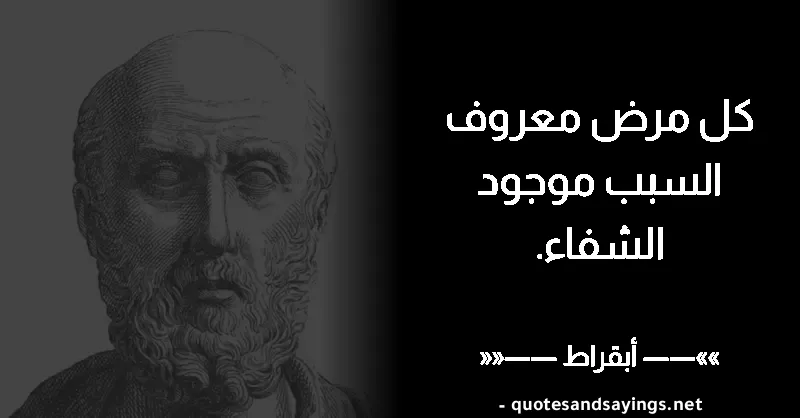 كل مرض معروف
السبب موجود
الشفاء.
»»—— أبقراط ——««
- quotesandsayings.net